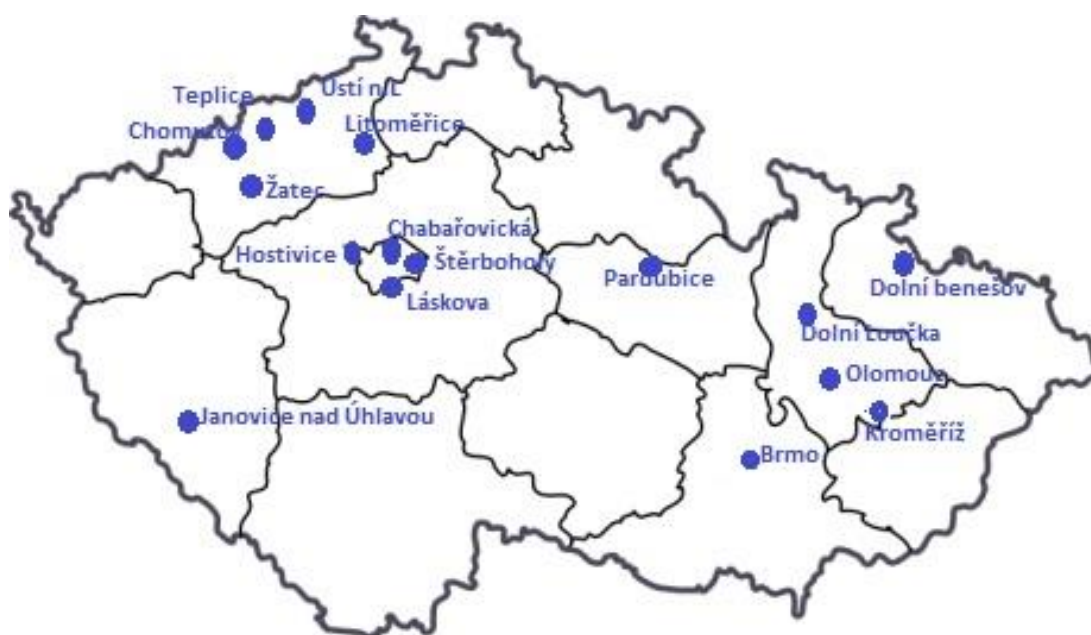 Ústí n/L
Teplice
Chomutov
Litoměřice
Žatec
Chabařovická
Hostivice
Štěrboholy
Láskova
Pardubice
Dolní benešov
Dolní Loučka
Olomouc
Janovice nad Úhlavou
Kroměříž
Brmo